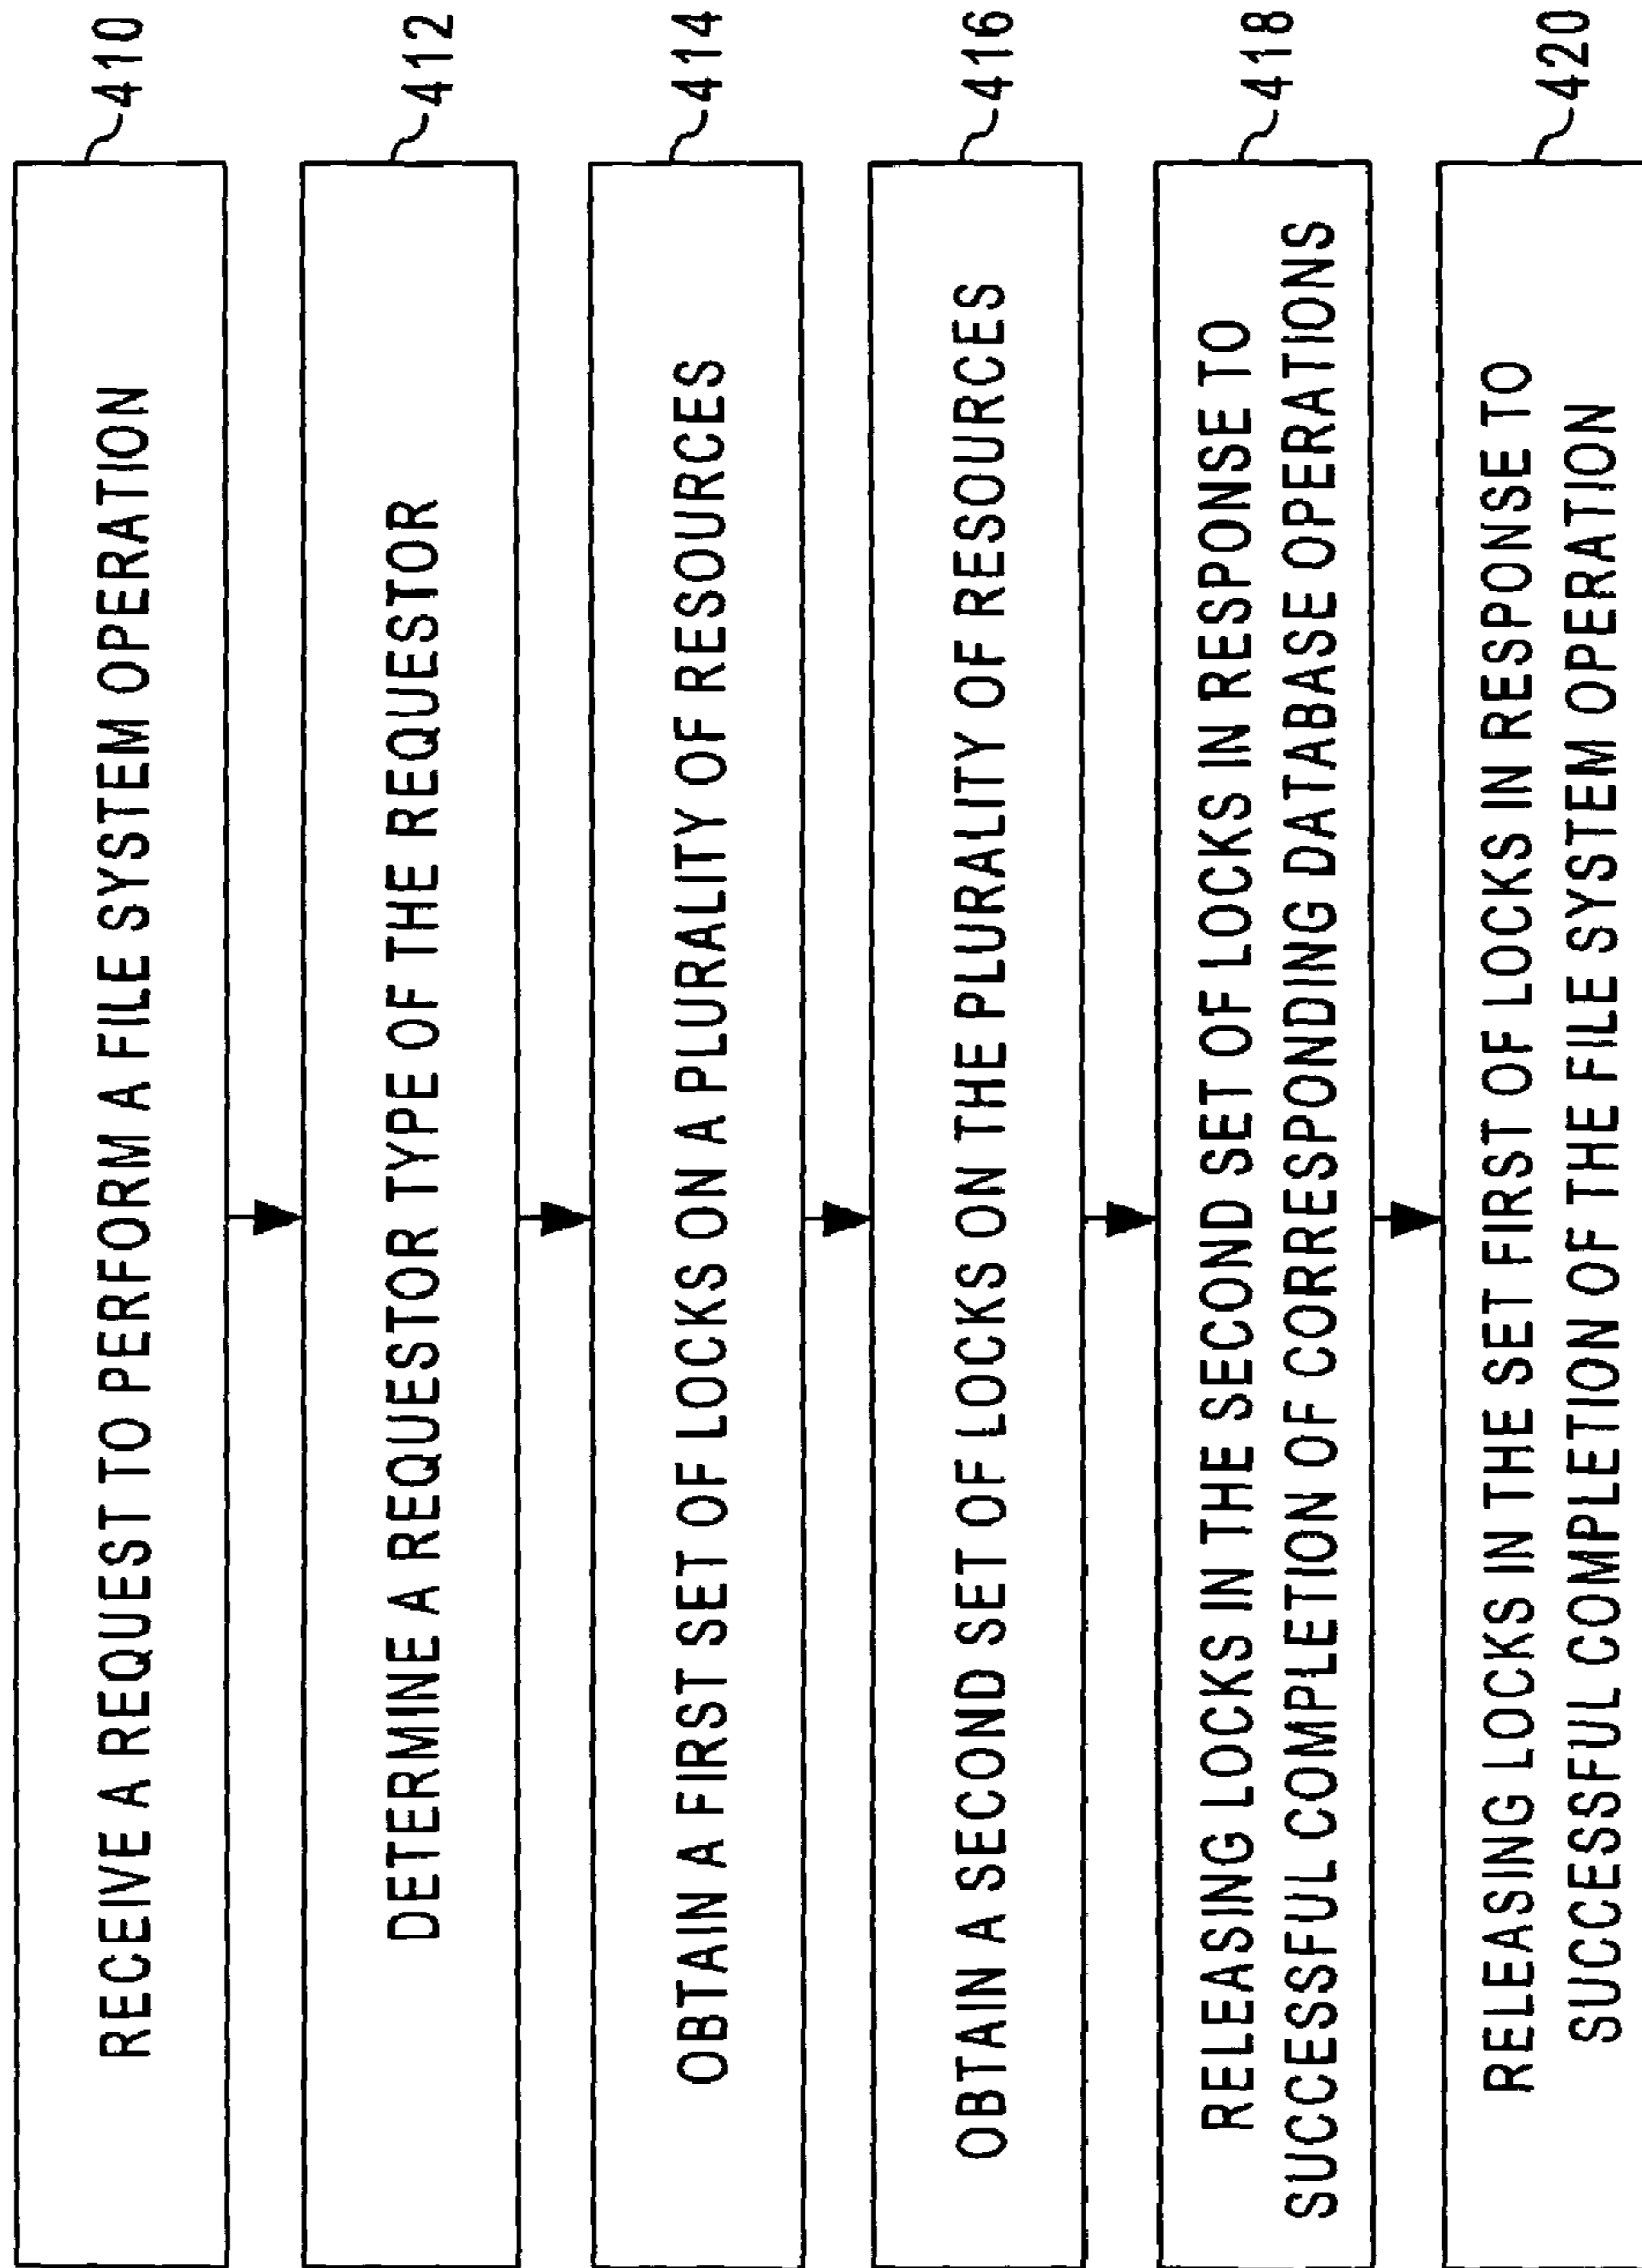 RECEIVE A REQUEST TO PERFORM A FILE SYSTEM OPERATION
410
DETERMINE A REQUESTOR TYPE OF THE REQUESTOR
412
OBTAIN A FIRST SET OF LOCKS ON A PLURALITY OF RESOURCES
414
OBTAIN A SECOND SET OF LOCKS ON THE PLURALITY OF RESOURCES
416
RELEASING LOCKS IN THE SECOND SET OF LOCKS IN RESPONSE TO
SUCCESSFUL COMPLETION OF CORRESPONDING DATABASE OPERATIONS
418
RELEASING LOCKS IN THE SET FIRST OF LOCKS IN RESPONSE TO
SUCCESSFUL COMPLETION OF THE FILE SYSTEM OPERATION
420